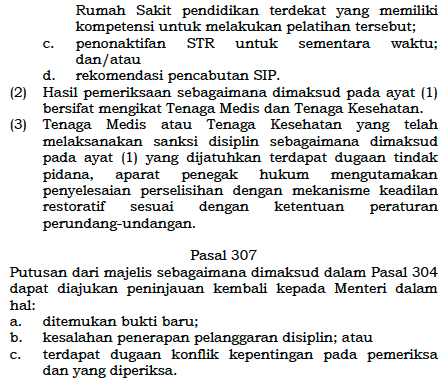 Rumah Sakit pendidikan terdekat yang memiliki
kompetensi untuk melakukan pelatihan tersebut;
c. penonaktifan STR untuk sementara waktu;
dan/atau
d. rekomendasi pencabutan SIP.
(2) Hasil pemeriksaan sebagaimana dimaksud pada ayat (1)
bersifat mengikat Tenaga Medis dan Tenaga Kesehatan.
(3) Tenaga Medis atau Tenaga Kesehatan yang telah
melaksanakan sanksi disiplin sebagaimana dimaksud
pada ayat (1) yang dijatuhkan terdapat dugaan tindak
pidana, aparat penegak hukum mengutamakan
penyelesaian perselisihan dengan mekanisme keadilan
restoratif sesuai dengan ketentuan peraturan
perundang-undangan.
Pasal 307
Putusan dari majelis sebagaimana dimaksud dalam Pasal 304
dapat diajukan peninjauan kembali kepada Menteri dalam
hal:
a. ditemukan bukti baru;
b. kesalahan penerapan pelanggaran disiplin; atau
c. terdapat dugaan konflik kepentingan pada pemeriksa
dan yang diperiksa.